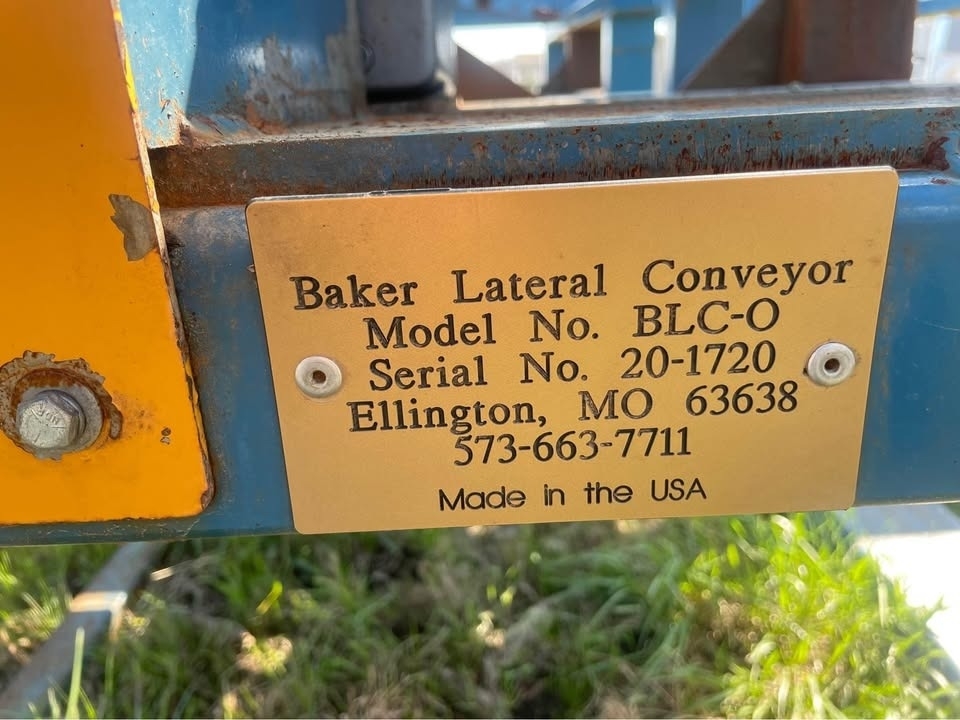 Baker Lateral Conveyor
Model No. BLC-O
Serial No. 20-1720
Ellington, MO 63638
573-663-7711
Made in the USA